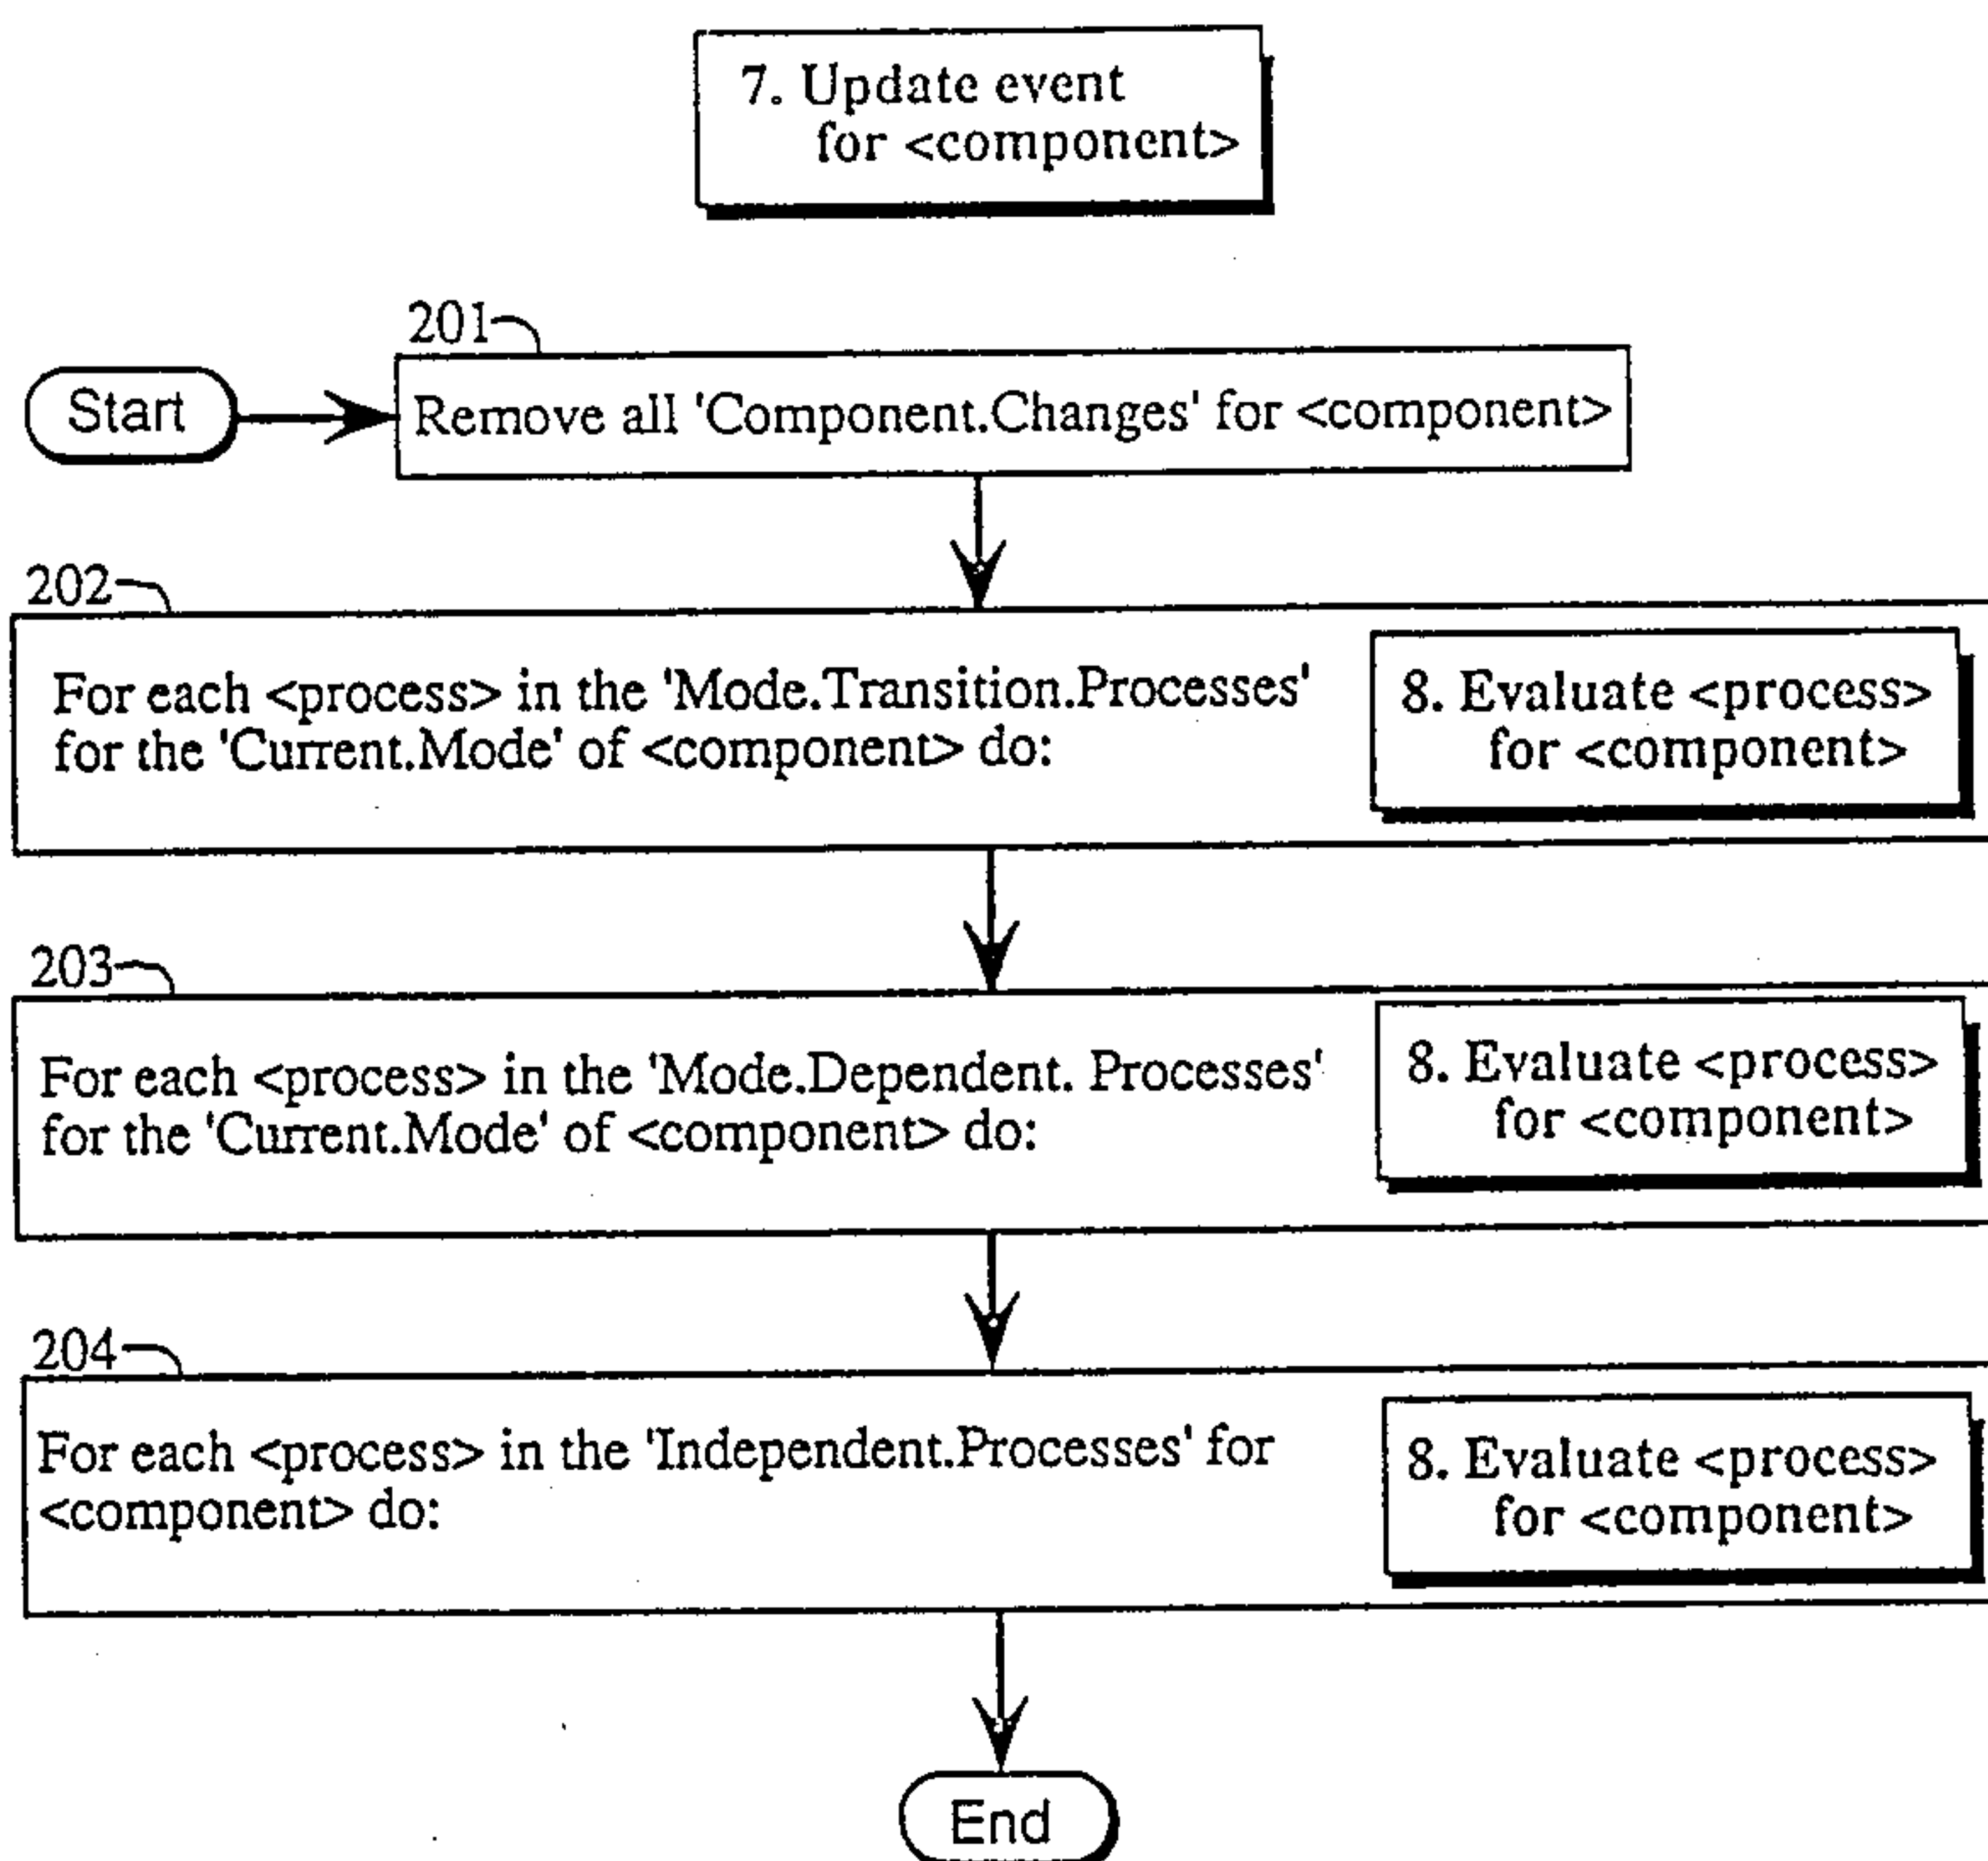 7. Update event
for <component>
201
Start
Remove all 'Component.Changes' for <component>
202
For each <process> in the 'Mode.Transition.Processes'
for the 'Current.Mode' of <component> do:
8. Evaluate <process>
for <component>
203
For each <process> in the 'Mode.Dependent. Processes'
for the 'Current.Mode' of <component> do:
8. Evaluate <process>
for <component>
204
For each <process> in the 'Independent.Processes' for
<component> do:
8. Evaluate <process>
for <component>
End